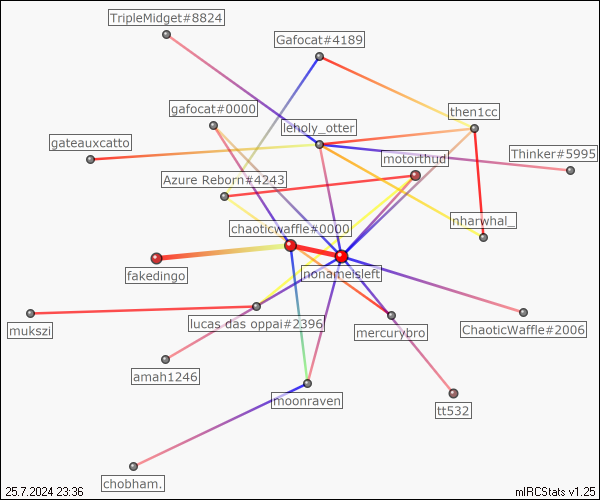 TripleMidget#8824
Gafocat#4189
gafocat#0000
then1cc
leholy_otter
gateauxcatto
motorthud
Thinker#5995
Azure Reborn#4243
nharwhal_
chaoticwaffle#0000
fakedingo
nonameisleft
mukszi
lucas das oppai#2396
mercurybro
ChaoticWaffle#2006
amah1246
moonraven
tt532
chobham.
25.7.2024 23:36
mIRCStats v1.25